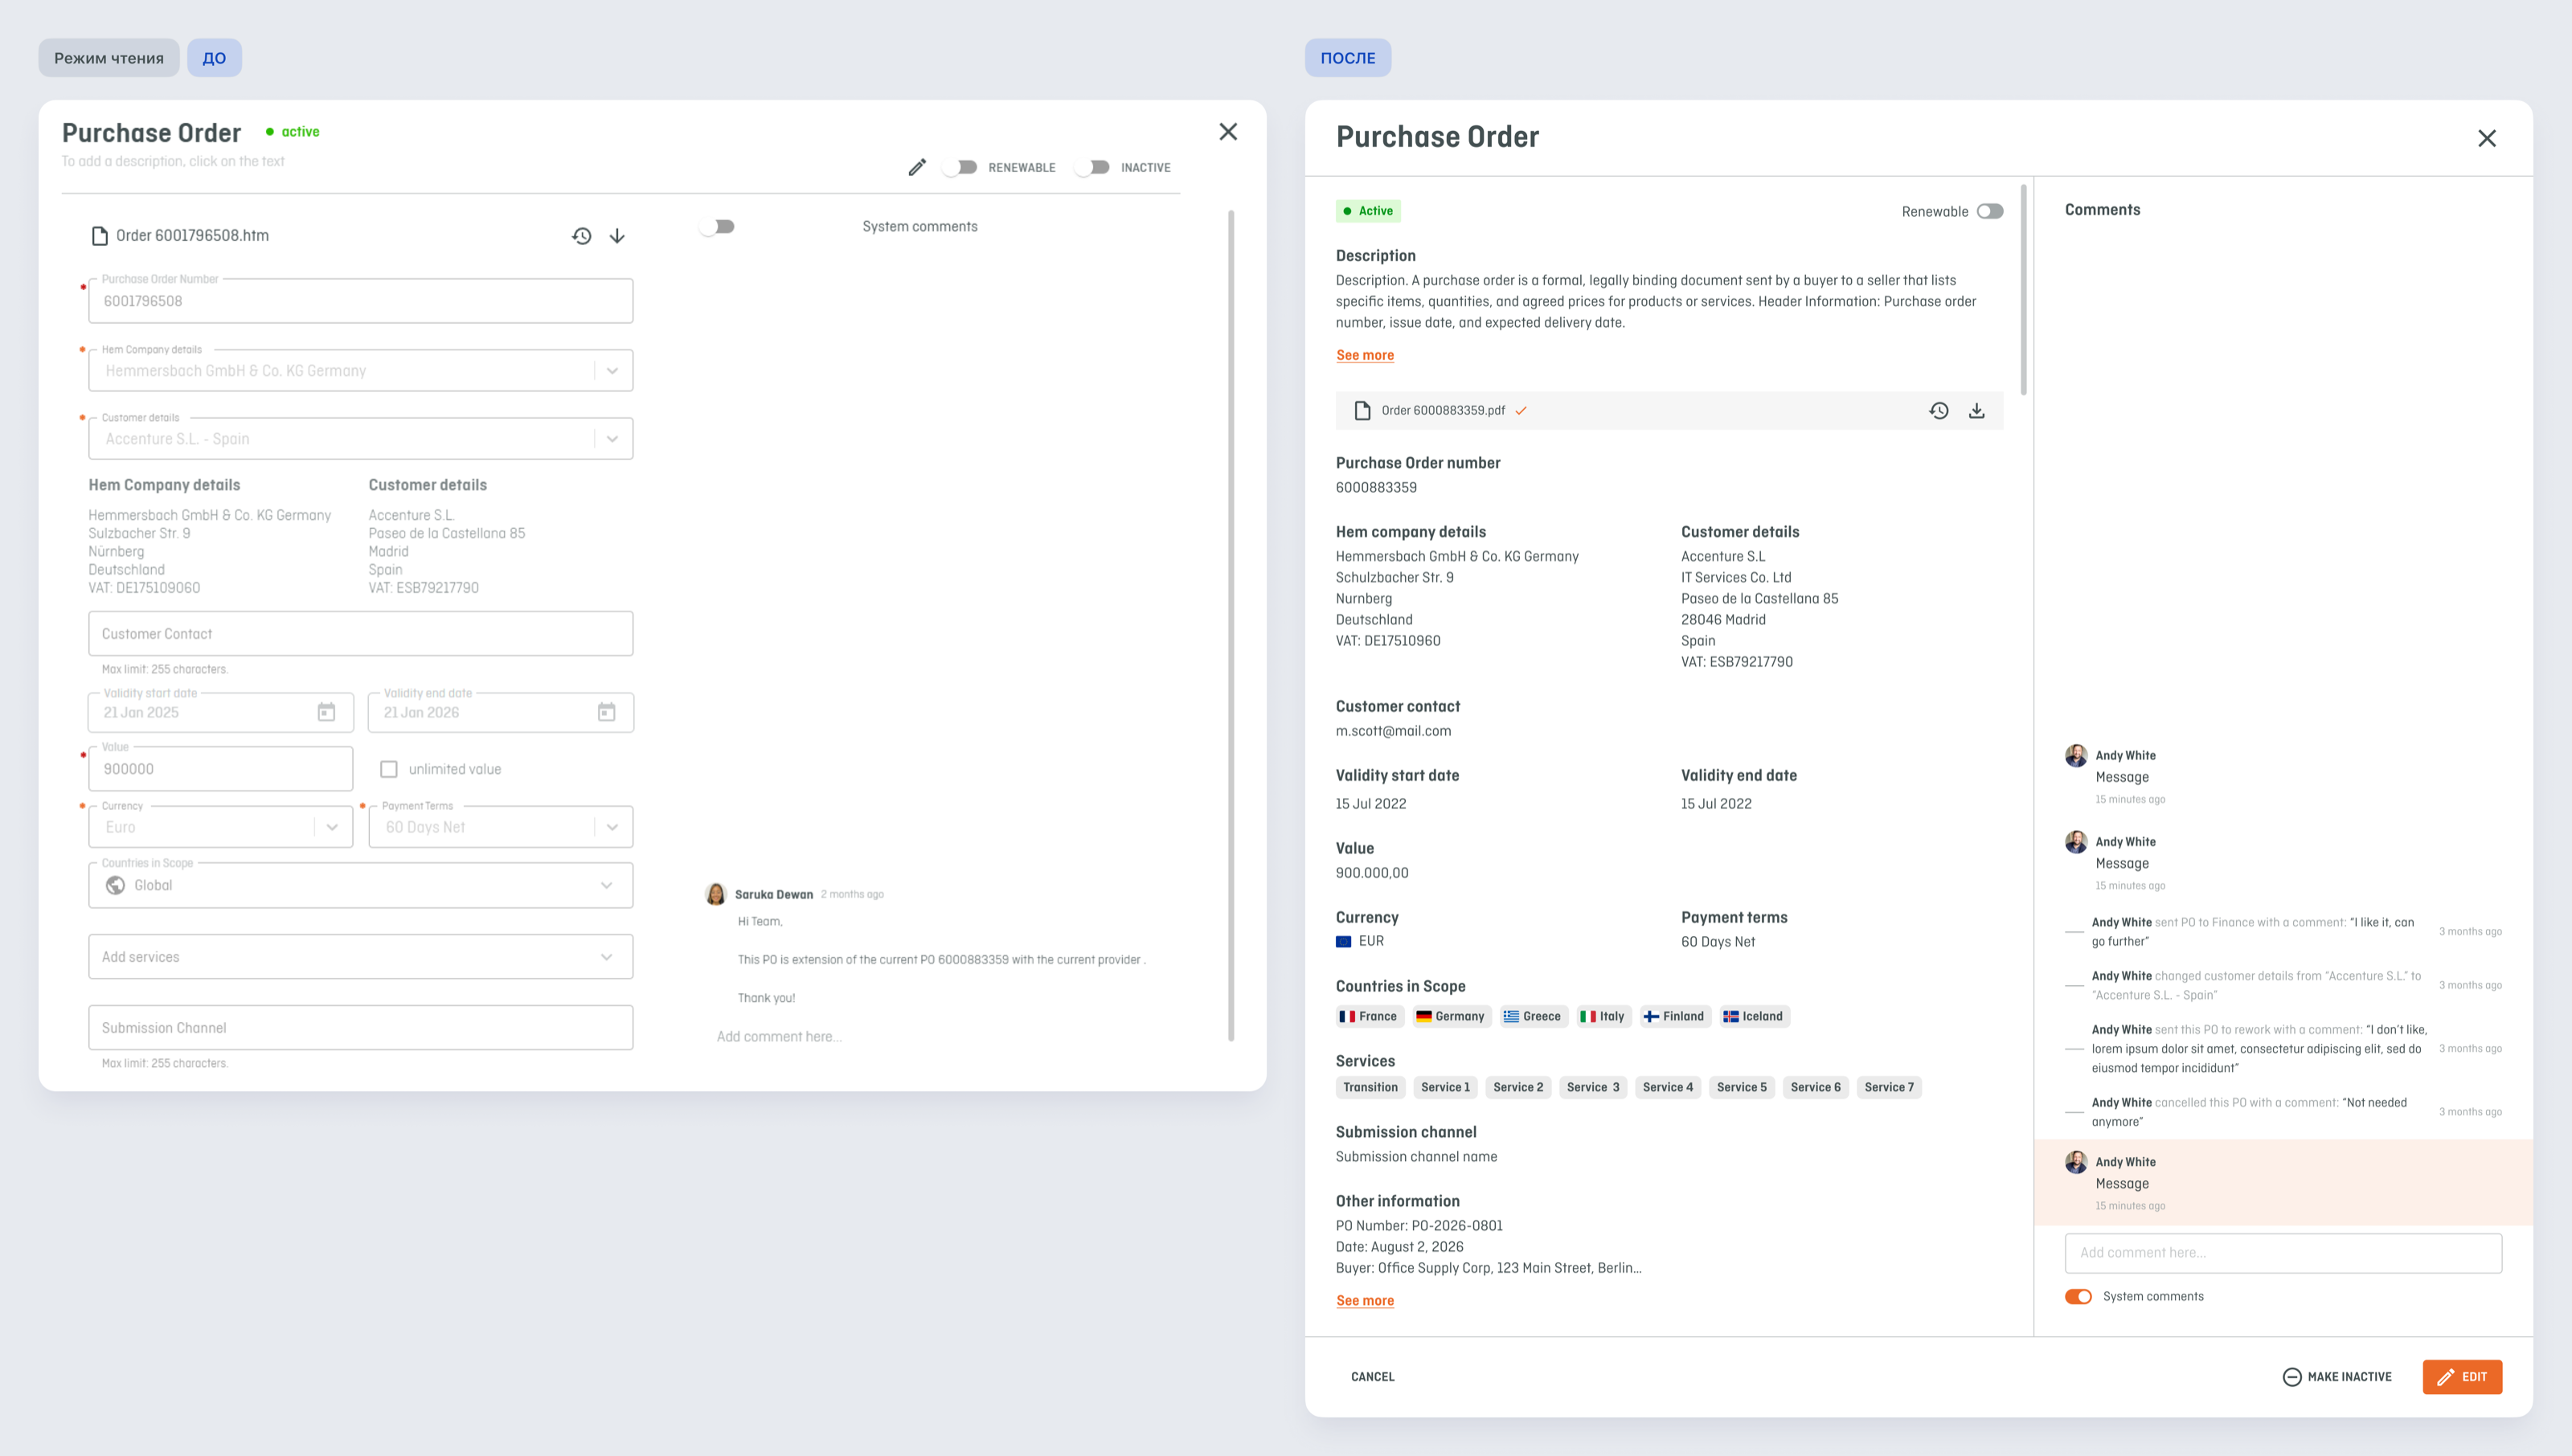 Режим чтения
ДО
Purchase Order
active
To add a description, click on the text
RENEWABLE
INACTIVE
Order 6001796508.htm
System comments
Purchase Order Number
6001796508
Hem Company details
Hemmersbach GmbH & Co. KG Germany
Customer details
Accenture S.L. - Spain
Hem Company details
Hemmersbach GmbH & Co. KG Germany
Sulzbacher Str. 9
Nürnberg
Deutschland
VAT: DE175109060
Customer details
Accenture S.L.
Paseo de la Castellana 85
Madrid
Spain
VAT: ESB79217790
Customer Contact
Max limit: 255 characters.
Validity start date
21 Jan 2025
Validity end date
21 Jan 2026
Value
900000
unlimited value
Currency
Euro
Payment Terms
60 Days Net
Countries in Scope
Global
Add services
Submission Channel
Max limit: 255 characters.
Saruka Dewan 2 months ago
Hi Team,
This PO is extension of the current PO 6000883359 with the current provider .
Thank you!
Add comment here...
ПОСЛЕ
Purchase Order
Active
Renewable
Description
Description. A purchase order is a formal, legally binding document sent by a buyer to a seller that lists
specific items, quantities, and agreed prices for products or services. Header Information: Purchase order
number, issue date, and expected delivery date.
See more
Order 6000883359.pdf
Purchase Order number
6000883359
Hem company details
Hemmersbach GmbH & Co. KG Germany
Schulzbacher Str. 9
Nurnberg
Deutschland
VAT: DE17510960
Customer details
Accenture S.L
IT Services Co. Ltd
Paseo de la Castellana 85
28046 Madrid
Spain
VAT: ESB79217790
Customer contact
m.scott@mail.com
Validity start date
15 Jul 2022
Validity end date
15 Jul 2022
Value
900.000,00
Currency
EUR
Payment terms
60 Days Net
Countries in Scope
France Germany Greece Italy Finland Iceland
Services
Transition Service 1 Service 2 Service  3 Service 4 Service 5 Service 6 Service 7
Submission channel
Submission channel name
Other information
PO Number: PO-2026-0801
Date: August 2, 2026
Buyer: Office Supply Corp, 123 Main Street, Berlin...
See more
Comments
Andy White
Message
15 minutes ago
Andy White
Message
15 minutes ago
Andy White sent PO to Finance with a comment: “I like it, can
go further”
3 months ago
Andy White changed customer details from “Accenture S.L.” to
“Accenture S.L. - Spain”
3 months ago
Andy White sent this PO to rework with a comment: “I don’t like,
lorem ipsum dolor sit amet, consectetur adipiscing elit, sed do
eiusmod tempor incididunt”
3 months ago
Andy White cancelled this PO with a comment: “Not needed
anymore”
3 months ago
Andy White
Message
15 minutes ago
Add comment here...
System comments
CANCEL
MAKE INACTIVE
EDIT